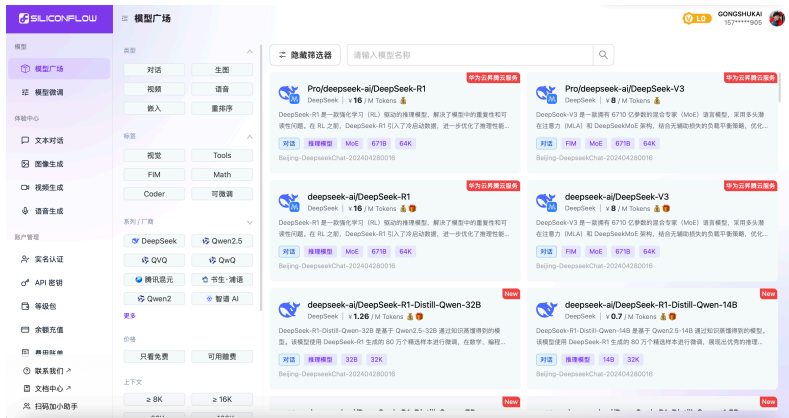 SILICONFLOW
模型广场
L0
GONGSHUKAI
157*****905
模型
模型广场
模型微调
体验中心
文本对话
图像生成
视频生成
语音生成
账户管理
实名认证
API 密钥
等级包
余额充值
费用账单
联系我们
文档中心
扫码加小助手
类型
对话
生图
视频
语音
嵌入
重排序
标签
视觉
Tools
FIM
Math
Coder
可微调
系列 / 厂商
DeepSeek
Qwen2.5
QVQ
QwQ
腾讯混元
书生·浦语
Qwen2
智谱 AI
更多
价格
只看免费
可用赠费
上下文
≥ 8K
≥ 16K
隐藏筛选器
请输入模型名称
华为云昇腾云服务
Pro/deepseek-ai/DeepSeek-R1
DeepSeek | ¥ 16 / M Tokens
DeepSeek-R1 是一款强化学习（RL）驱动的推理模型，解决了模型中的重复性和可
读性问题。在 RL 之前，DeepSeek-R1 引入了冷启动数据，进一步优化了推理性能...
对话 推理模型 MoE 671B 64K
Beijing-DeepseekChat-202404280016
华为云昇腾云服务
Pro/deepseek-ai/DeepSeek-V3
DeepSeek | ¥ 8 / M Tokens
DeepSeek-V3 是一款拥有 6710 亿参数的混合专家（MoE）语言模型，采用多头潜
在注意力（MLA）和 DeepSeekMoE 架构，结合无辅助损失的负载平衡策略，优化...
对话 FIM MoE 671B 64K
Beijing-DeepseekChat-202404280016
华为云昇腾云服务
deepseek-ai/DeepSeek-R1
DeepSeek | ¥ 16 / M Tokens
DeepSeek-R1 是一款强化学习（RL）驱动的推理模型，解决了模型中的重复性和可
读性问题。在 RL 之前，DeepSeek-R1 引入了冷启动数据，进一步优化了推理性能...
对话 推理模型 MoE 671B 64K
Beijing-DeepseekChat-202404280016
华为云昇腾云服务
deepseek-ai/DeepSeek-V3
DeepSeek | ¥ 8 / M Tokens
DeepSeek-V3 是一款拥有 6710 亿参数的混合专家（MoE）语言模型，采用多头潜
在注意力（MLA）和 DeepSeekMoE 架构，结合无辅助损失的负载平衡策略，优化...
对话 FIM MoE 671B 64K
Beijing-DeepseekChat-202404280016
New
deepseek-ai/DeepSeek-R1-Distill-Qwen-32B
DeepSeek | ¥ 1.26 / M Tokens
DeepSeek-R1-Distill-Qwen-32B 是基于 Qwen2.5-32B 通过知识蒸馏得到的模
型。该模型使用 DeepSeek-R1 生成的 80 万个精选样本进行微调，在数学、编程...
对话 推理模型 32B 32K
Beijing-DeepseekChat-202404280016
New
deepseek-ai/DeepSeek-R1-Distill-Qwen-14B
DeepSeek | ¥ 0.7 / M Tokens
DeepSeek-R1-Distill-Qwen-14B 是基于 Qwen2.5-14B 通过知识蒸馏得到的模型。
该模型使用 DeepSeek-R1 生成的 80 万个精选样本进行微调，展现出优秀的推理...
对话 推理模型 14B 32K
Beijing-DeepseekChat-202404280016
New
New